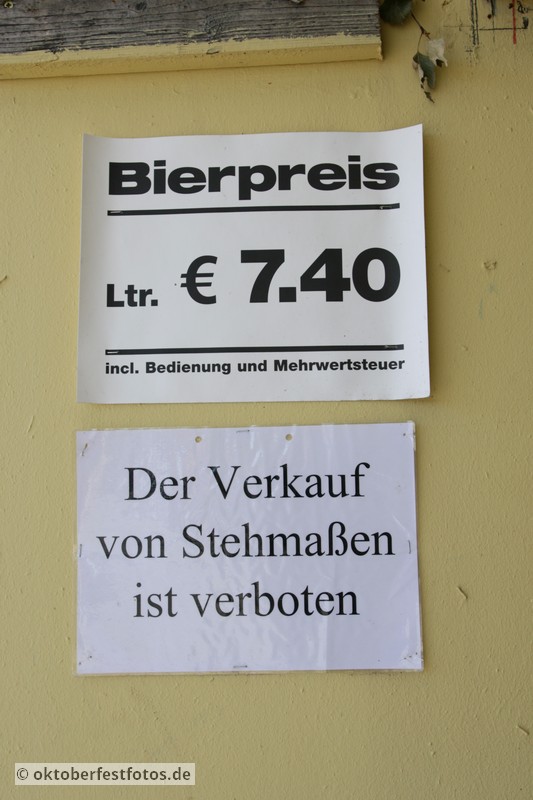 Bierpreis
Ltr. € 7.40
incl. Bedienung und Mehrwertsteuer
Der Verkauf
von Stehmaßen
ist verboten
© oktoberfestfotos.de